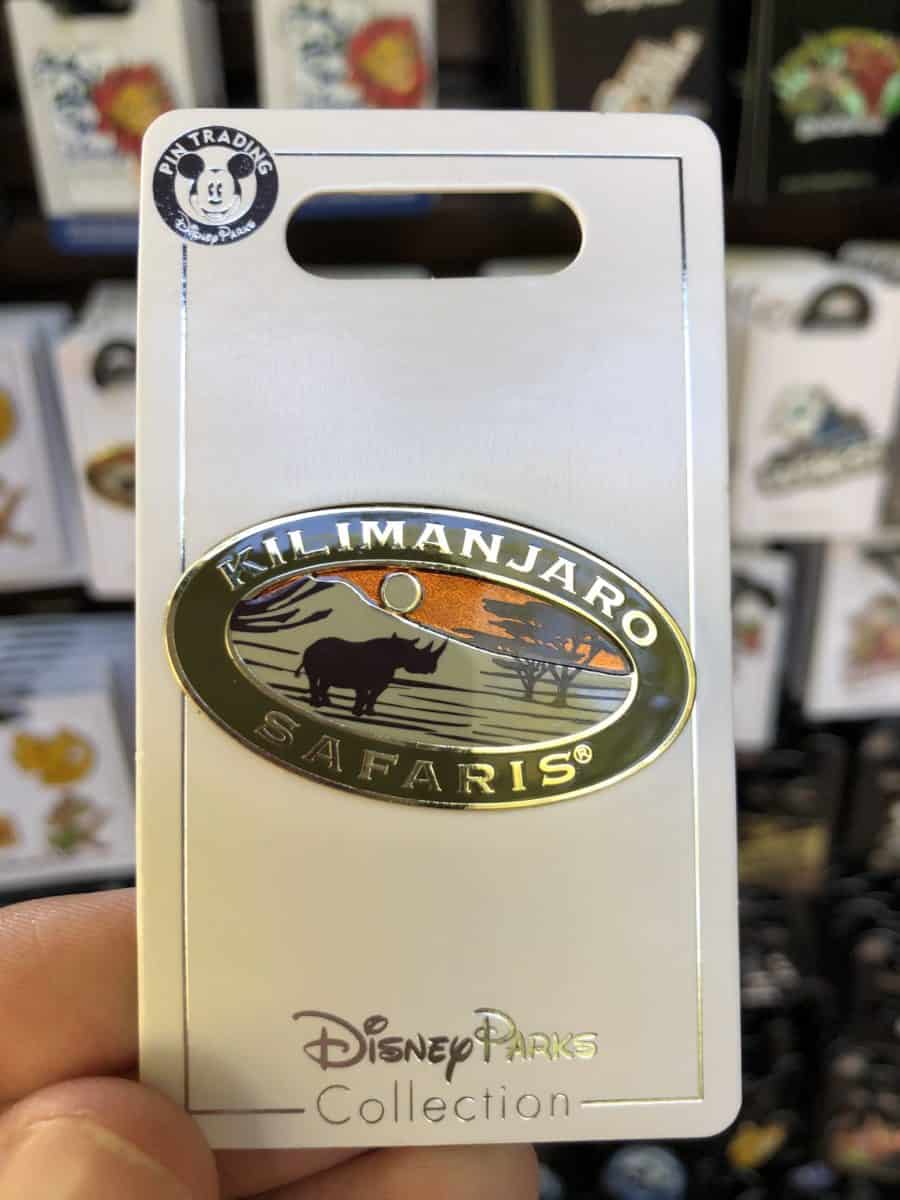 PIN TRADING
Disney Parks
KILIMANJARO
SAFARIS®
Disney Parks
Collection